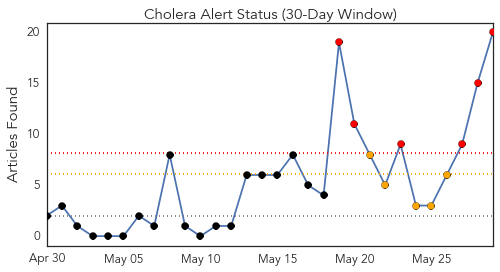 Cholera Alert Status (30-Day Window)
Articles Found
20
15
10
5
0
Apr 30
May 05
May 10
May 15
May 20
May 25